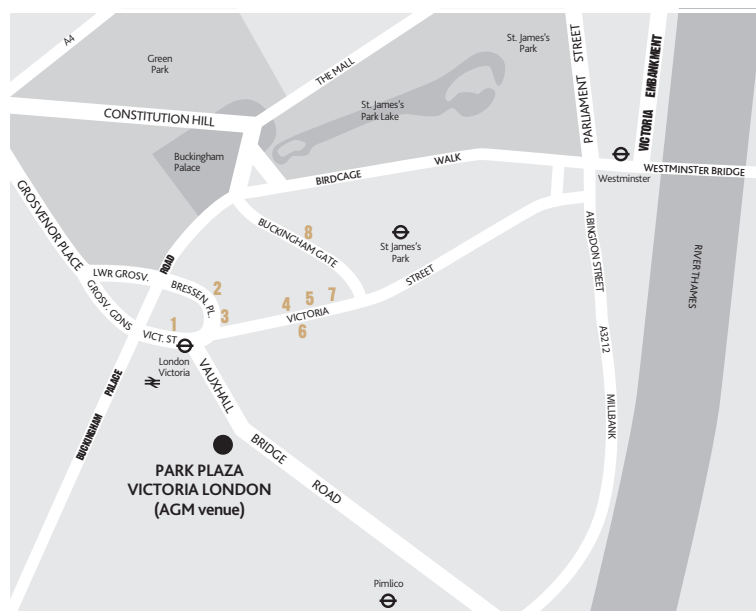 A4
Green
Park
THE MALL
St. James's
Park
PARLIAMENT STREET
VICTORIA EMBANKMENT
CONSTITUTION HILL
St. James's
Park Lake
Buckingham
Palace
BIRDCAGE WALK
Westminster
WESTMINSTER BRIDGE
GROSVENOR PLACE
BUCKINGHAM GATE
8
St James's
Park
ABINGDON STREET
RIVER THAMES
LWR GROSV.
ROAD
BRESSEN. PL.
2
GROSV. GDNS
1
VICT. ST
3
4
5
7
VICTORIA STREET
6
London
Victoria
A3212
MILLBANK
BUCKINGHAM PALACE
VAUXHALL BRIDGE ROAD
PARK PLAZA
VICTORIA LONDON
(AGM venue)
Pimlico